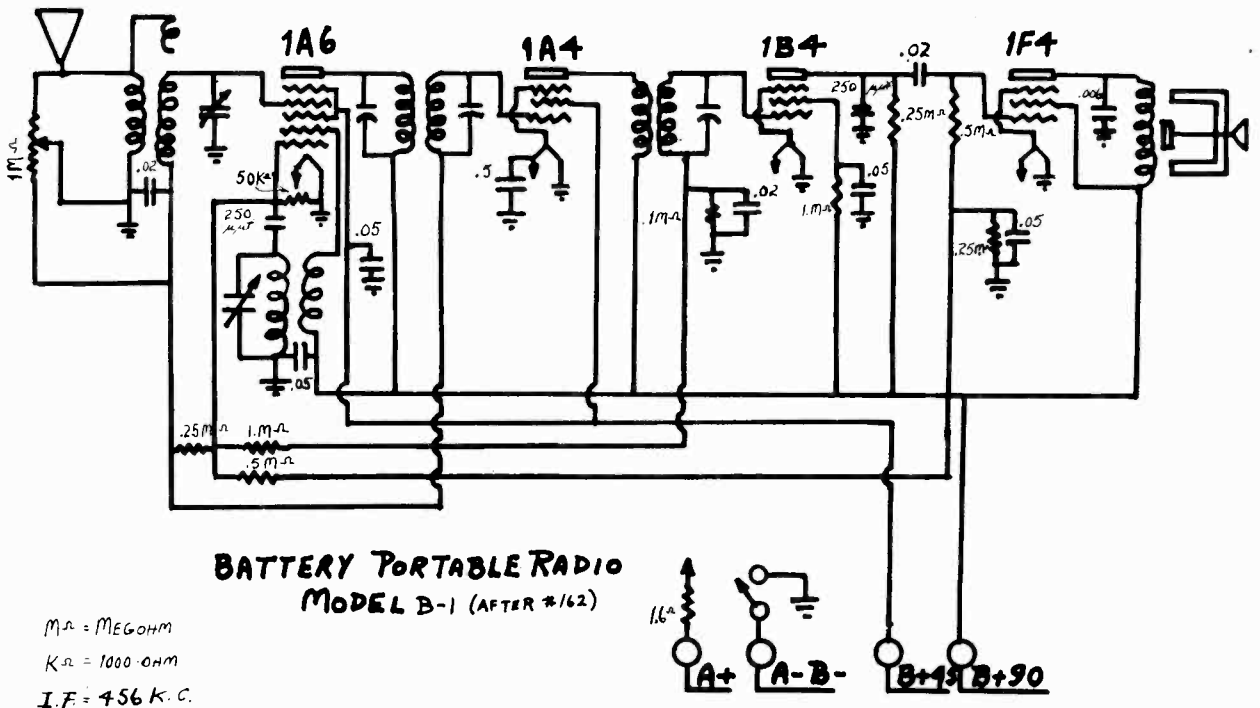 1A6
1A4
1B4
1F4
.02
250 μμf
.25MΩ
.5MΩ
.006
1MΩ
.02
50KΩ
250
μμf
.05
.5
.1MΩ
.02
1.MΩ
.05
.25MΩ
.05
.05
.25MΩ
1.MΩ
.5MΩ
BATTERY PORTABLE RADIO
MODEL B-1 (AFTER #162)
MΩ = MEGOHM
KΩ = 1000-OHM
I.F. = 456 K.C.
1.6Ω
A+
A-B-
B+45
B+90